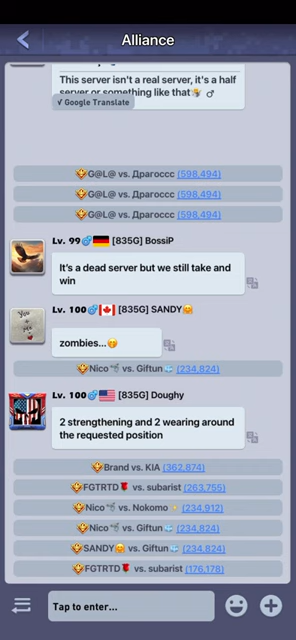 Alliance
This server isn't a real server, it's a half
server or something like that
√ Google Translate
G@L@ vs. Драгоссс (598,494)
G@L@ vs. Драгоссс (598,494)
G@L@ vs. Драгоссс (598,494)
Lv. 99 [835G] BossiP
It's a dead server but we still take and
win
Lv. 100 [835G] SANDY🤗
You +
me
zombies...🤭
Nico vs. Giftun (234,824)
Lv. 100 [835G] Doughy
2 strengthening and 2 wearing around
the requested position
Brand vs. KIA (362,874)
FGTRTD🌹 vs. subarist (263,755)
Nico vs. Nokomo (234,912)
Nico vs. Giftun (234,824)
SANDY🤗 vs. Giftun (234,824)
FGTRTD🌹 vs. subarist (176,178)
Tap to enter...